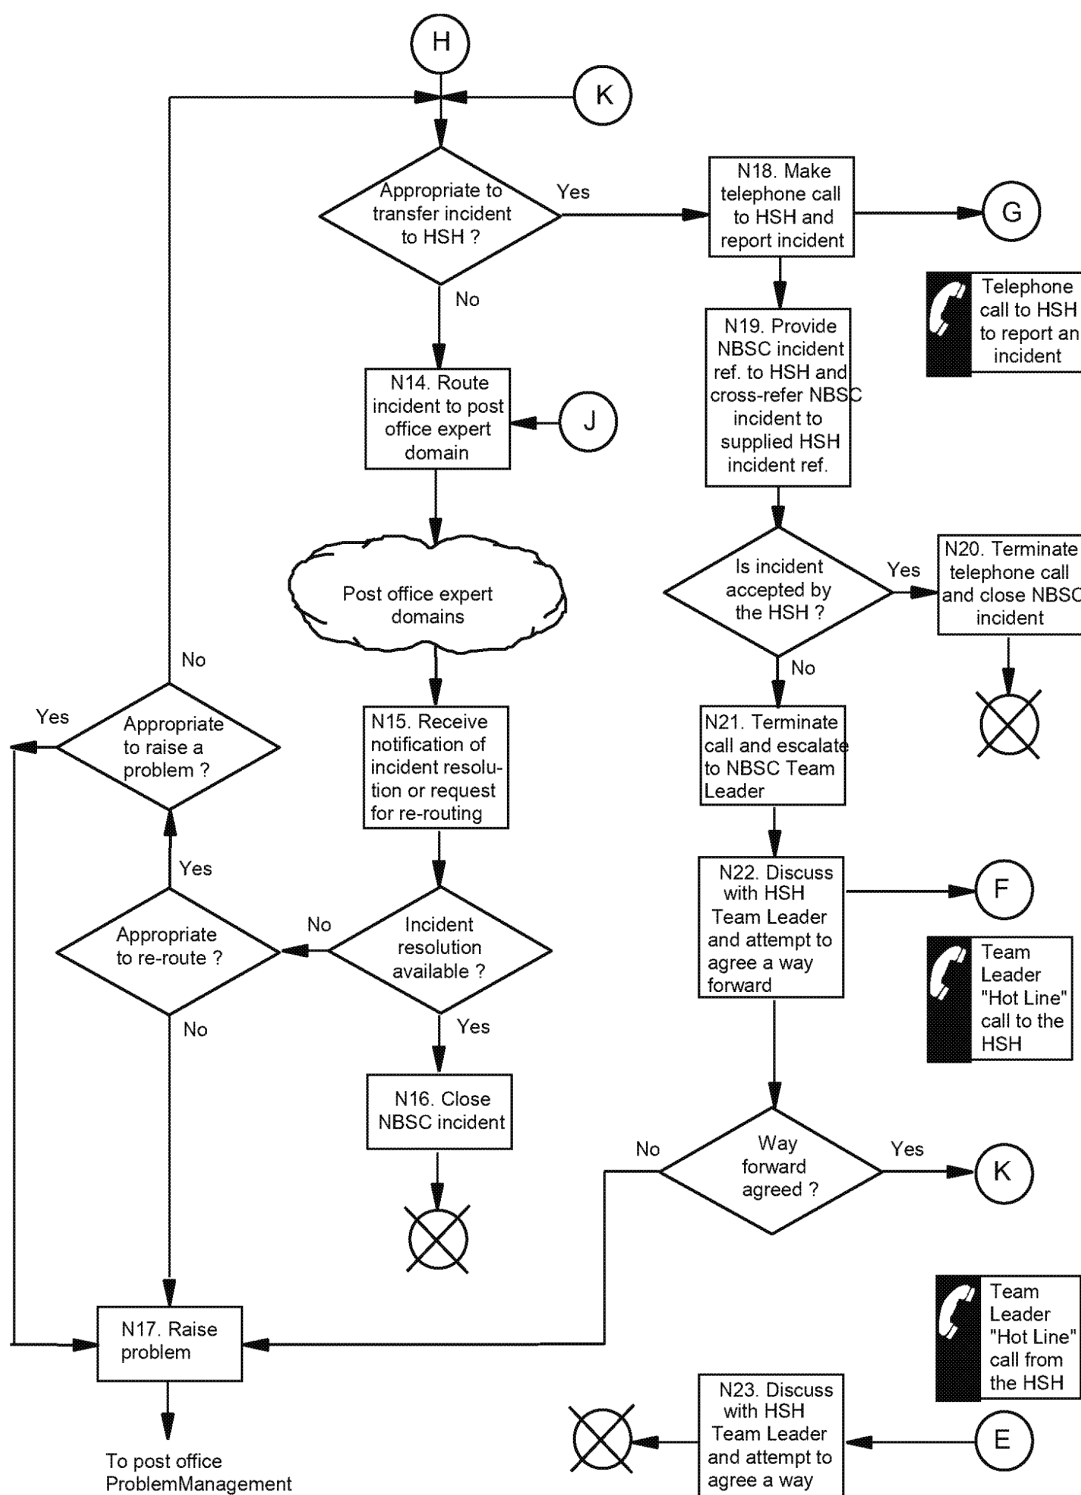 H
K
Appropriate to
transfer incident
to HSH ?
Yes
No
N18. Make
telephone call
to HSH and
report incident
G
Telephone
call to HSH
to report an
incident
N19. Provide
NBSC incident
ref. to HSH and
cross-refer NBSC
incident to
supplied HSH
incident ref.
N14. Route
incident to post
office expert
domain
J
Post office expert
domains
Is incident
accepted by
the HSH ?
Yes
No
N20. Terminate
telephone call
and close NBSC
incident
N15. Receive
notification of
incident resolu-
tion or request
for re-routing
N21. Terminate
call and escalate
to NBSC Team
Leader
No
Yes
Appropriate
to raise a
problem ?
Yes
Appropriate
to re-route ?
No
No
Incident
resolution
available ?
Yes
N22. Discuss
with HSH
Team Leader
and attempt to
agree a way
forward
F
Team
Leader
"Hot Line"
call to the
HSH
N16. Close
NBSC incident
No
Way
forward
agreed ?
Yes
K
Team
Leader
"Hot Line"
call from
the HSH
N17. Raise
problem
To post office
ProblemManagement
N23. Discuss
with HSH
Team Leader
and attempt to
agree a way
E